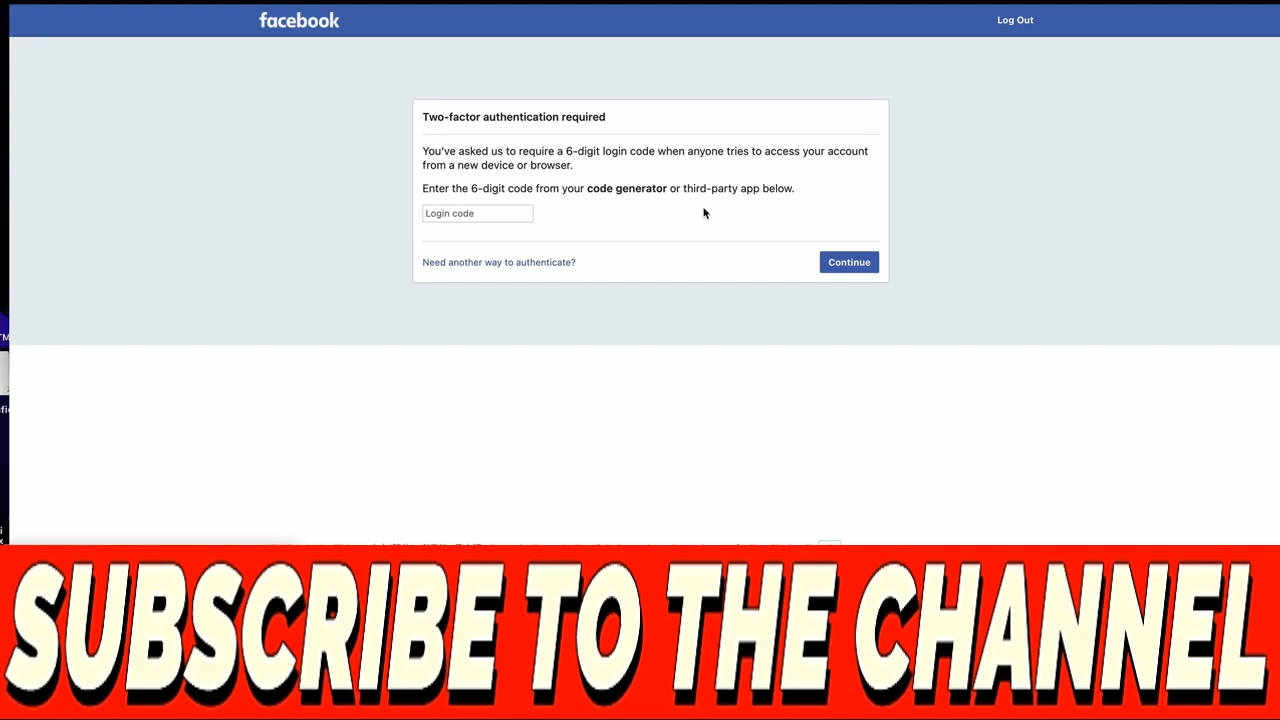 facebook
Log Out
Two-factor authentication required
You've asked us to require a 6-digit login code when anyone tries to access your account
from a new device or browser.
Enter the 6-digit code from your code generator or third-party app below.
Login code
Need another way to authenticate?
Continue
SUBSCRIBE TO THE CHANNEL